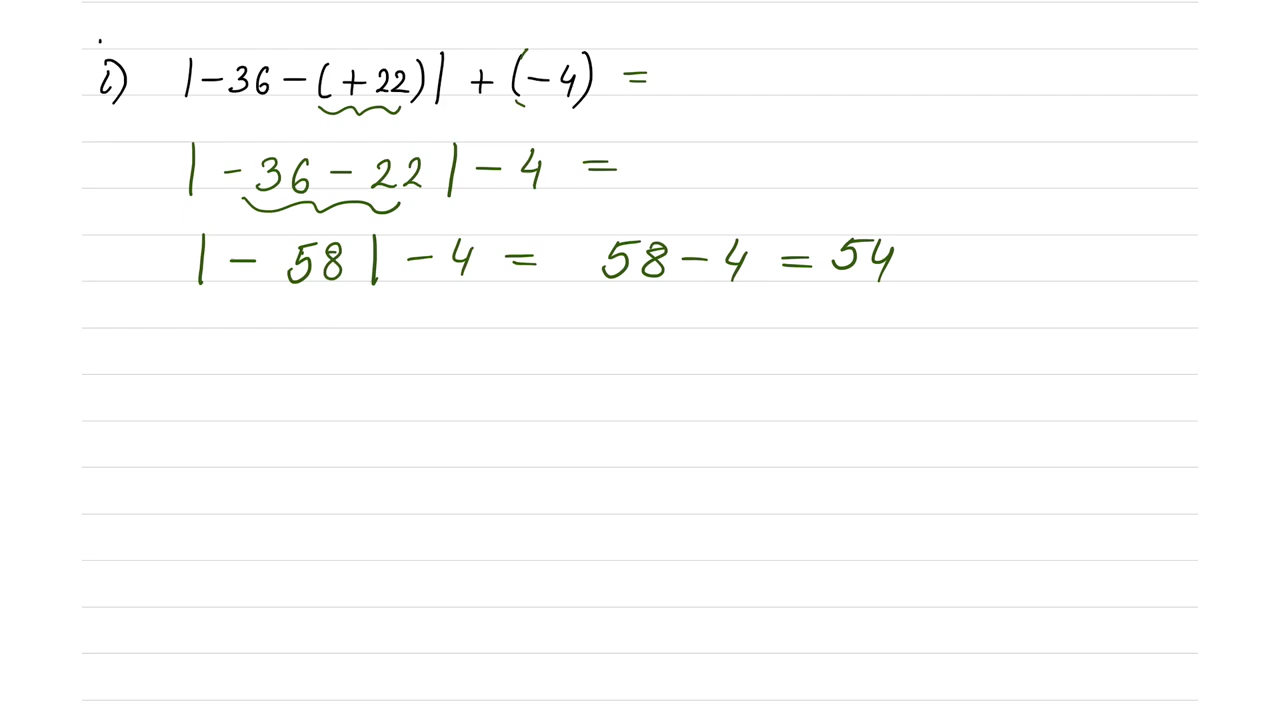 i) |-36-(+22)| + (-4) =
|-36-22|-4 =
|-58|-4 = 58-4 = 54